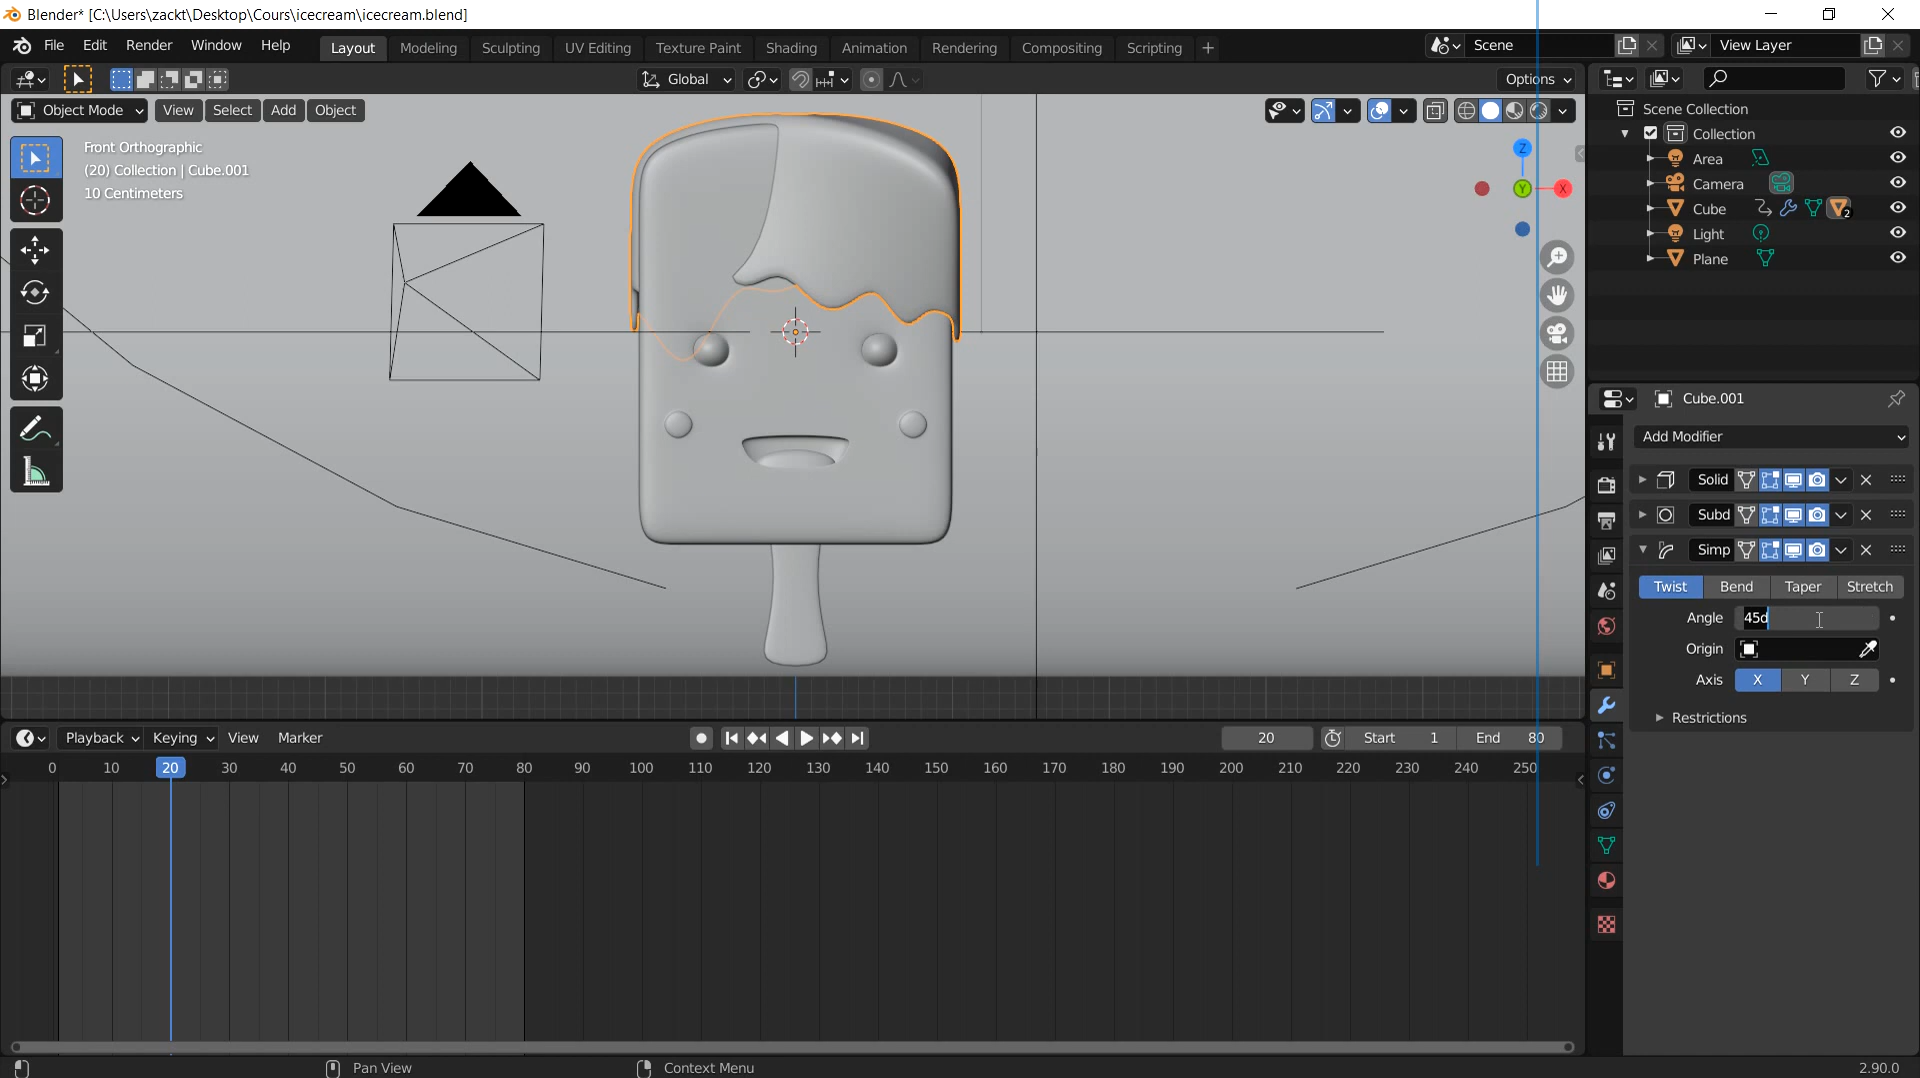 Blender* [C:\Users\zackt\Desktop\Cours\icecream\icecream.blend]
File Edit Render Window Help Layout Modeling Sculpting UV Editing Texture Paint Shading Animation Rendering Compositing Scripting + Scene View Layer
Global Options
Object Mode View Select Add Object
Front Orthographic
(20) Collection | Cube.001
10 Centimeters
Z
Y
X
Scene Collection
Collection
Area
Camera
Cube 2
Light
Plane
Cube.001
Add Modifier
Solid
Subd
Simp
Twist Bend Taper Stretch
Angle 45d
Origin
Axis X Y Z
Restrictions
Playback Keying View Marker 20 Start 1 End 80
0 10 20 30 40 50 60 70 80 90 100 110 120 130 140 150 160 170 180 190 200 210 220 230 240 250
Pan View Context Menu 2.90.0